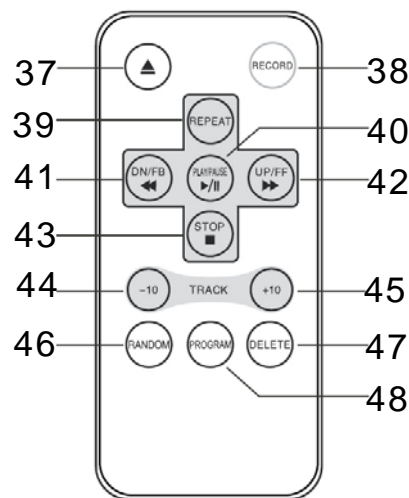 37 ▲ RECORD 38
39 REPEAT 40
41 DN/FB ◀◀ PLAY/PAUSE ▶/II UP/FF ▶▶ 42
43 STOP ■
44 -10 TRACK +10 45
46 RANDOM PROGRAM DELETE 47
48